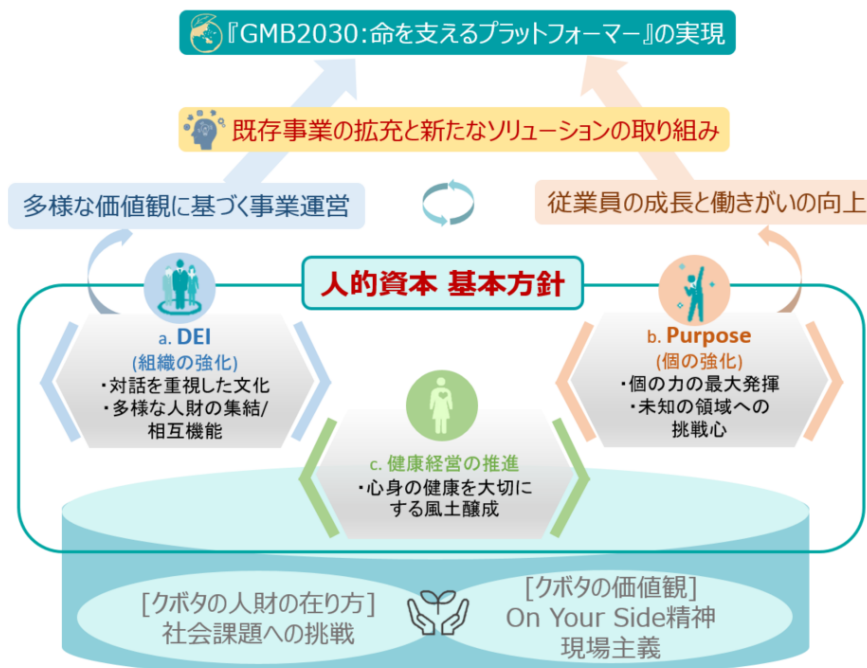 『GMB2030:命を支えるプラットフォーマー』の実現
既存事業の拡充と新たなソリューションの取り組み
多様な価値観に基づく事業運営
従業員の成長と働きがいの向上
人的資本 基本方針
a. DEI
(組織の強化)
・対話を重視した文化
・多様な人財の集結/
相互機能
b. Purpose
(個の強化)
・個の力の最大発揮
・未知の領域への
挑戦心
c. 健康経営の推進
・心身の健康を大切に
する風土醸成
[クボタの人財の在り方]
社会課題への挑戦
[クボタの価値観]
On Your Side精神
現場主義